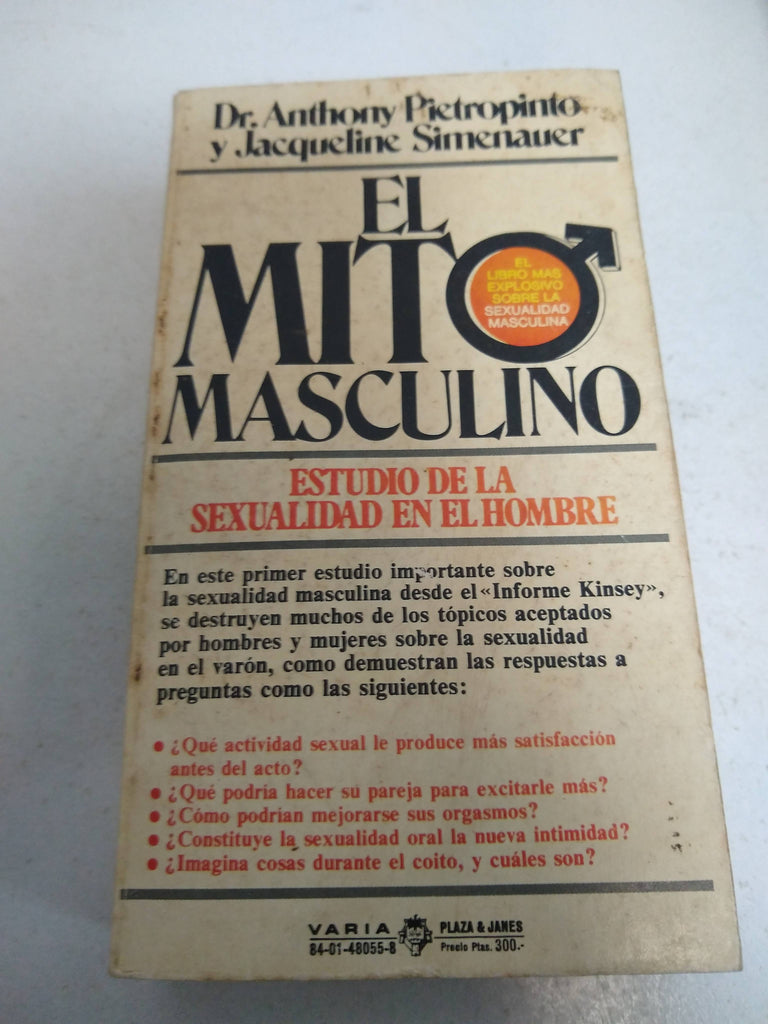 Dr. Anthony Pietropinto
y Jacqueline Simenauer
EL
MITO
MASCULINO
EL
LIBRO MAS
EXPLOSIVO
SOBRE LA
SEXUALIDAD
MASCULINA
ESTUDIO DE LA
SEXUALIDAD EN EL HOMBRE
En este primer estudio importante sobre
la sexualidad masculina desde el «Informe Kinsey»,
se destruyen muchos de los tópicos aceptados
por hombres y mujeres sobre la sexualidad
en el varón, como demuestran las respuestas a
preguntas como las siguientes:
• ¿Qué actividad sexual le produce más satisfacción
antes del acto?
• ¿Qué podría hacer su pareja para excitarle más?
• ¿Cómo podrían mejorarse sus orgasmos?
• ¿Constituye la sexualidad oral la nueva intimidad?
• ¿Imagina cosas durante el coito, y cuáles son?
VARIA PLAZA & JANES
84-01-48055-8 Precio Ptas. 300.-